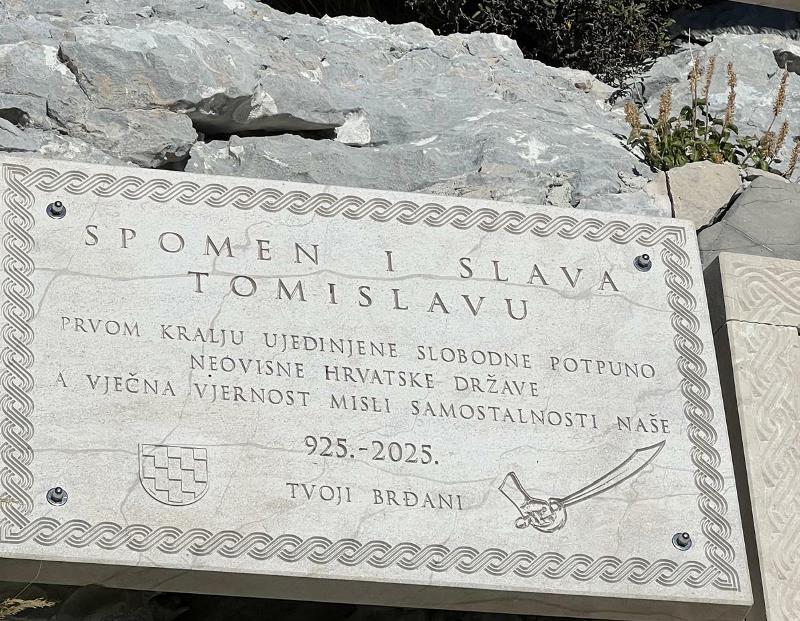 SPOMEN I SLAVA
TOMISLAVU
PRVOM KRALJU UJEDINJENE SLOBODNE POTPUNO
NEOVISNE HRVATSKE DRŽAVE
A VJEČNA VJERNOST MISLI SAMOSTALNOSTI NAŠE
925.-2025.
TVOJI BRĐANI